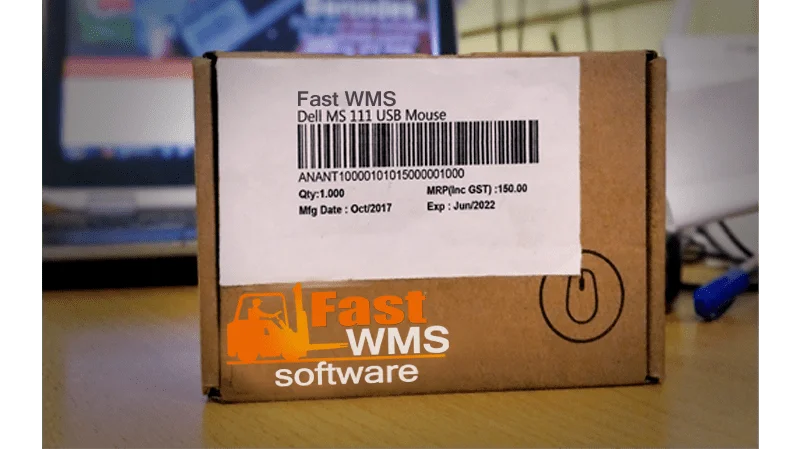 Fast WMS
Dell MS 111 USB Mouse
ANANT10000101015000001000
Qty:1.000 MRP(Inc GST) :150.00
Mfg Date : Oct/2017 Exp : Jun/2022
Fast
WMS
software